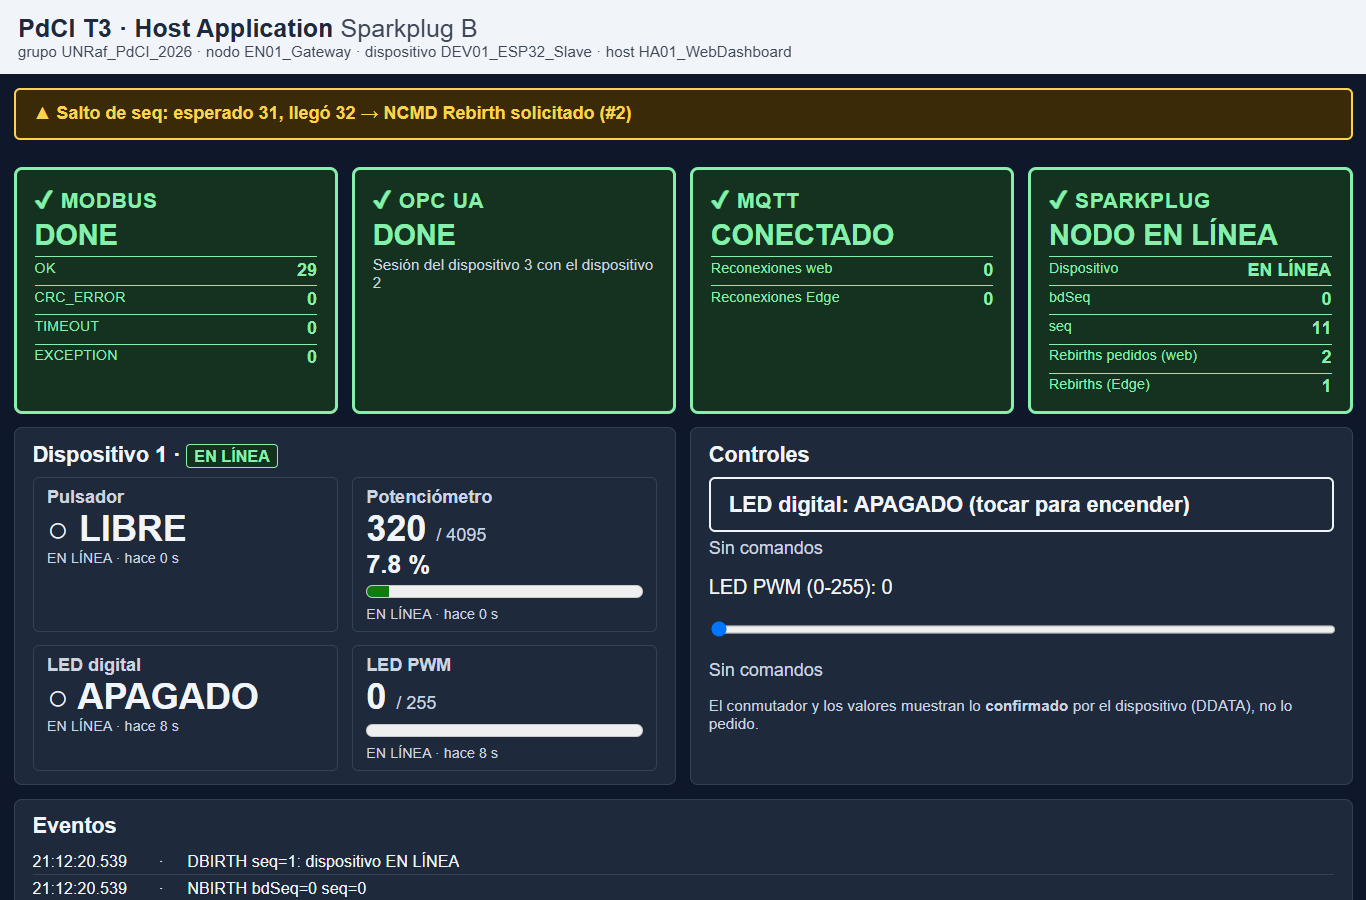 PdCI T3 · Host Application Sparkplug B
grupo UNRaf_PdCI_2026 · nodo EN01_Gateway · dispositivo DEV01_ESP32_Slave · host HA01_WebDashboard
▲ Salto de seq: esperado 31, llegó 32 → NCMD Rebirth solicitado (#2)
✔ MODBUS
DONE
OK 29
CRC_ERROR 0
TIMEOUT 0
EXCEPTION 0
✔ OPC UA
DONE
Sesión del dispositivo 3 con el dispositivo
2
✔ MQTT
CONECTADO
Reconexiones web 0
Reconexiones Edge 0
✔ SPARKPLUG
NODO EN LÍNEA
Dispositivo EN LÍNEA
bdSeq 0
seq 11
Rebirths pedidos (web) 2
Rebirths (Edge) 1
Dispositivo 1 · EN LÍNEA
Pulsador
○ LIBRE
EN LÍNEA · hace 0 s
Potenciómetro
320 / 4095
7.8 %
EN LÍNEA · hace 0 s
LED digital
○ APAGADO
EN LÍNEA · hace 8 s
LED PWM
0 / 255
EN LÍNEA · hace 8 s
Controles
LED digital: APAGADO (tocar para encender)
Sin comandos
LED PWM (0-255): 0
Sin comandos
El conmutador y los valores muestran lo confirmado por el dispositivo (DDATA), no lo
pedido.
Eventos
21:12:20.539 · DBIRTH seq=1: dispositivo EN LÍNEA
21:12:20.539 · NBIRTH bdSeq=0 seq=0